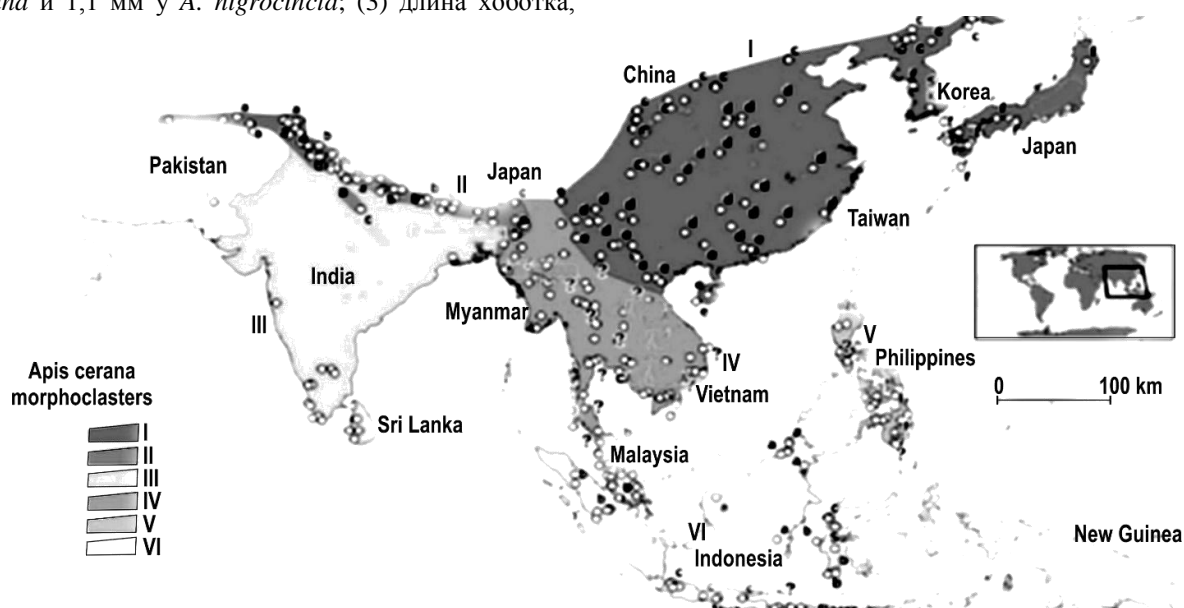 ana и 1,1 мм у A. nigrocincta; (3) длина хоботка,
I
China
Korea
Japan
Pakistan
II
Japan
Taiwan
India
Myanmar
III
V
Philippines
IV
Vietnam
0 100 km
Apis cerana
morphoclasters
I
II
III
IV
V
VI
Sri Lanka
Malaysia
VI
Indonesia
New Guinea